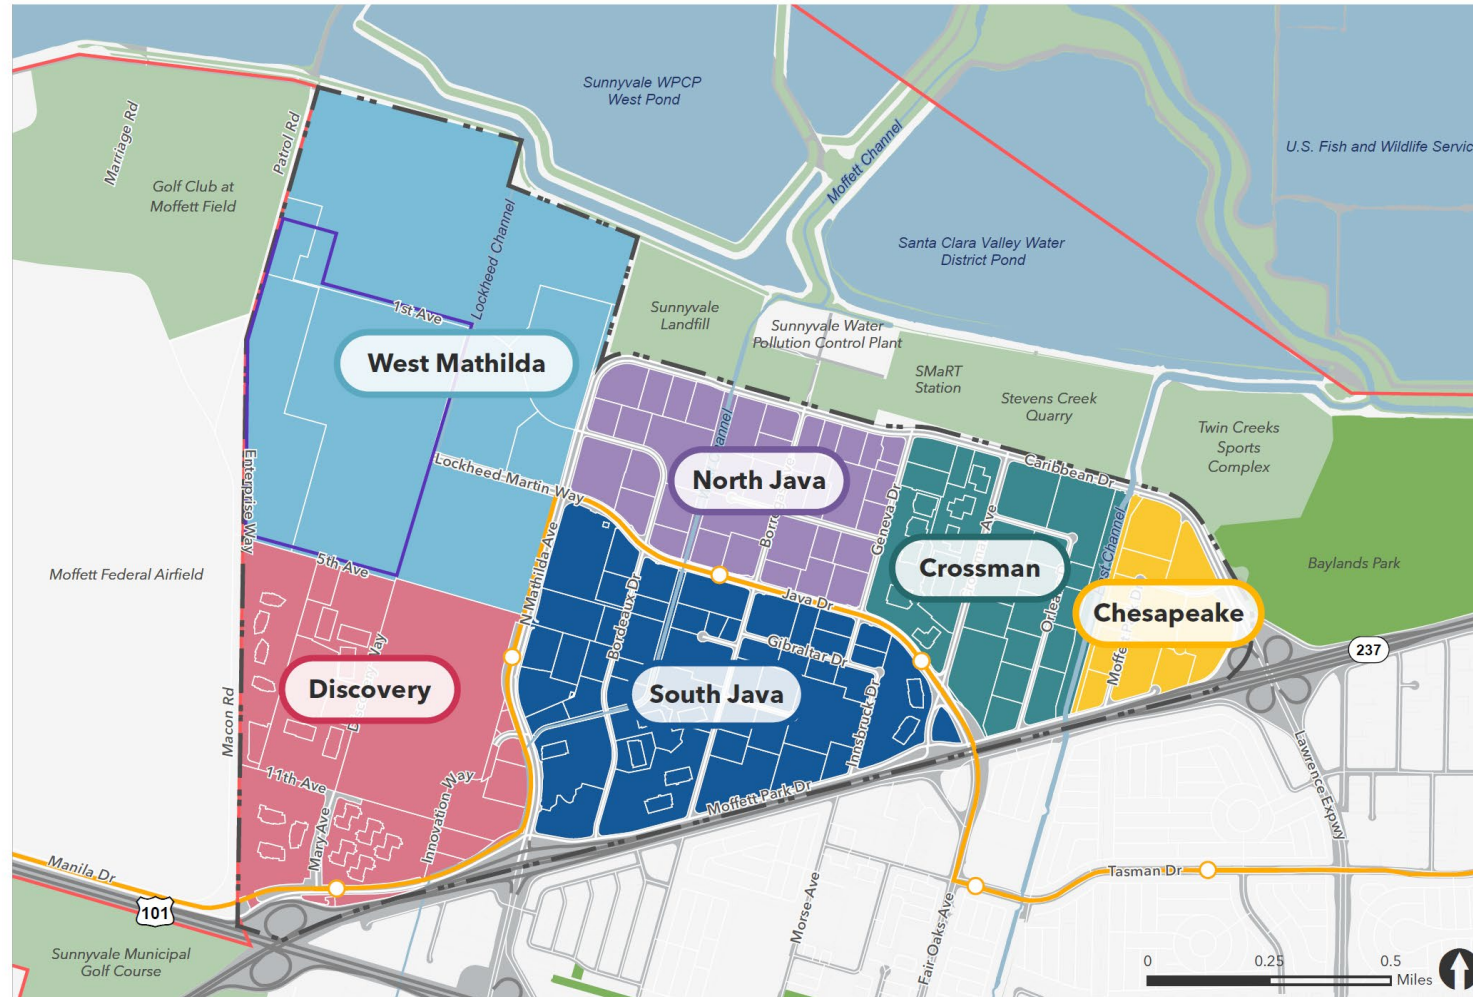 Sunnyvale WPCP
West Pond
Marriage Rd
Patrol Rd
Moffett Channel
U.S. Fish and Wildlife Servic
Golf Club at
Moffett Field
Lockheed Channel
Santa Clara Valley Water
District Pond
1st Ave
Sunnyvale
Landfill
Sunnyvale Water
Pollution Control Plant
West Mathilda
SMaRT
Station
Stevens Creek
Quarry
Twin Creeks
Sports
Complex
Channel
Enterprise Way
Lockheed Martin Way
North Java
Caribbean Dr
Geneva Dr
Moffett Federal Airfield
5th Ave
N Mathilda Ave
Bordeaux Dr
Java Dr
Crossman
Channel
Baylands Park
Chesapeake
Gibraltar Dr
237
Discovery
South Java
Innsbruck Dr
Macon Rd
11th Ave
Mary Ave
Innovation Way
Moffett Park Dr
Lawrence Expwy
Manila Dr
101
Morse Ave
Fair Oaks Ave
Tasman Dr
Sunnyvale Municipal
Golf Course
0 0.25 0.5
Miles